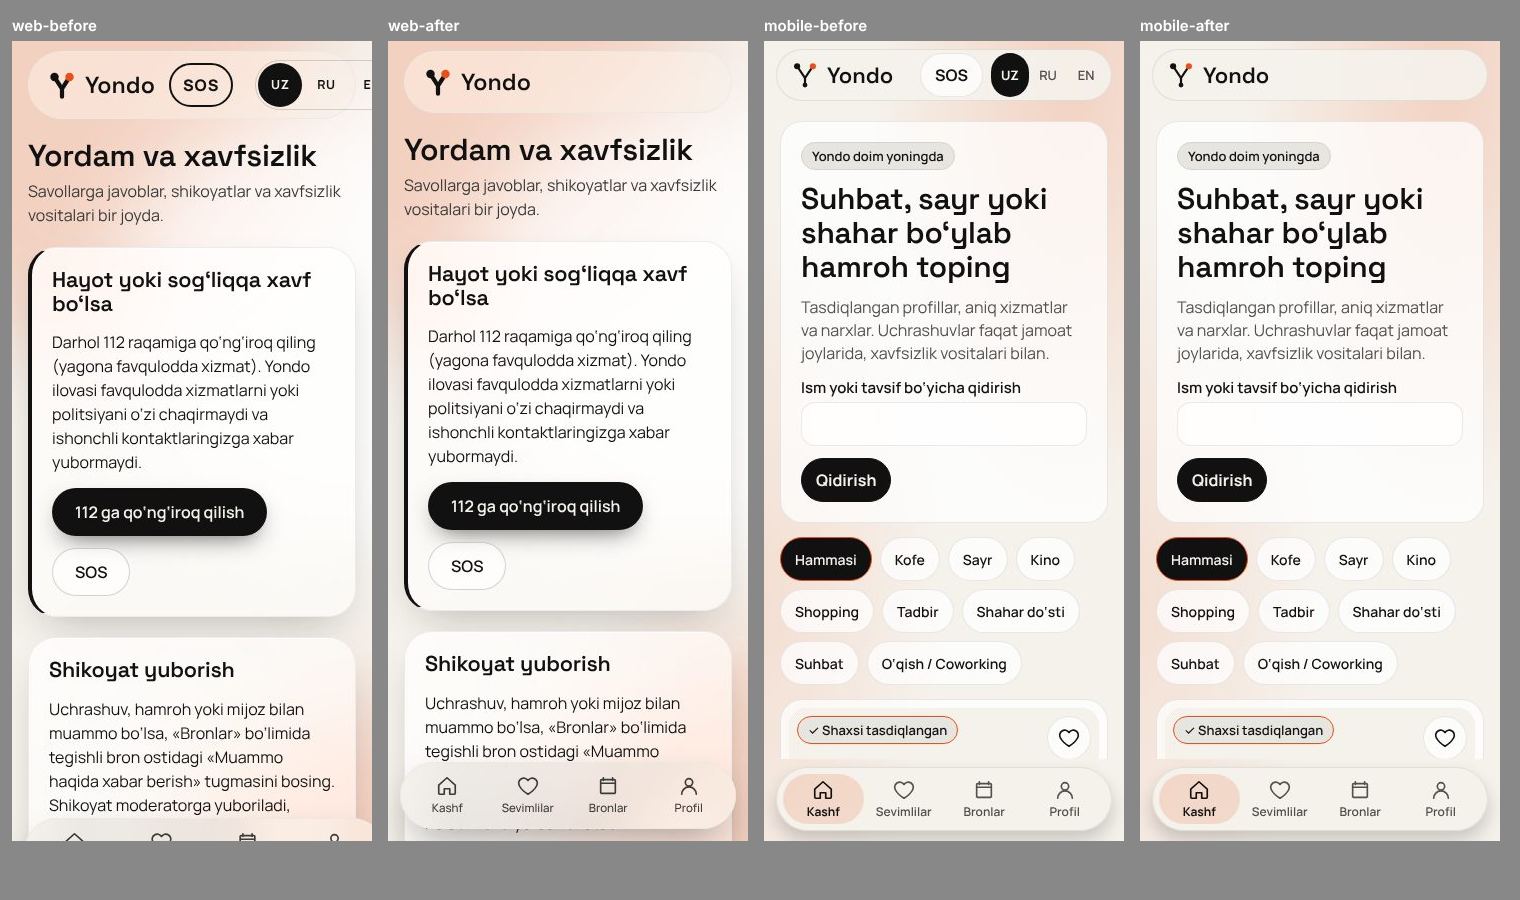 web-before
Yondo
SOS
UZ
RU
E
Yordam va xavfsizlik
Savollarga javoblar, shikoyatlar va xavfsizlik
vositalari bir joyda.
Hayot yoki sog‘liqqa xavf
bo‘lsa
Darhol 112 raqamiga qo‘ng‘iroq qiling
(yagona favqulodda xizmat). Yondo
ilovasi favqulodda xizmatlarni yoki
politsiyani o‘zi chaqirmaydi va
ishonchli kontaktlaringizga xabar
yubormaydi.
112 ga qo‘ng‘iroq qilish
SOS
Shikoyat yuborish
Uchrashuv, hamroh yoki mijoz bilan
muammo bo‘lsa, «Bronlar» bo‘limida
tegishli bron ostidagi «Muammo
haqida xabar berish» tugmasini bosing.
Shikoyat moderatorga yuboriladi,
web-after
Yondo
Yordam va xavfsizlik
Savollarga javoblar, shikoyatlar va xavfsizlik
vositalari bir joyda.
Hayot yoki sog‘liqqa xavf
bo‘lsa
Darhol 112 raqamiga qo‘ng‘iroq qiling
(yagona favqulodda xizmat). Yondo
ilovasi favqulodda xizmatlarni yoki
politsiyani o‘zi chaqirmaydi va
ishonchli kontaktlaringizga xabar
yubormaydi.
112 ga qo‘ng‘iroq qilish
SOS
Shikoyat yuborish
Uchrashuv, hamroh yoki mijoz bilan
muammo bo‘lsa, «Bronlar» bo‘limida
tegishli bron ostidagi «Muammo
Kashf
Sevimlilar
Bronlar
Profil
mobile-before
Yondo
SOS
UZ
RU
EN
Yondo doim yoningda
Suhbat, sayr yoki
shahar bo‘ylab
hamroh toping
Tasdiqlangan profillar, aniq xizmatlar
va narxlar. Uchrashuvlar faqat jamoat
joylarida, xavfsizlik vositalari bilan.
Ism yoki tavsif bo‘yicha qidirish
Qidirish
Hammasi
Kofe
Sayr
Kino
Shopping
Tadbir
Shahar do‘sti
Suhbat
O‘qish / Coworking
✓ Shaxsi tasdiqlangan
Kashf
Sevimlilar
Bronlar
Profil
mobile-after
Yondo
Yondo doim yoningda
Suhbat, sayr yoki
shahar bo‘ylab
hamroh toping
Tasdiqlangan profillar, aniq xizmatlar
va narxlar. Uchrashuvlar faqat jamoat
joylarida, xavfsizlik vositalari bilan.
Ism yoki tavsif bo‘yicha qidirish
Qidirish
Hammasi
Kofe
Sayr
Kino
Shopping
Tadbir
Shahar do‘sti
Suhbat
O‘qish / Coworking
✓ Shaxsi tasdiqlangan
Kashf
Sevimlilar
Bronlar
Profil